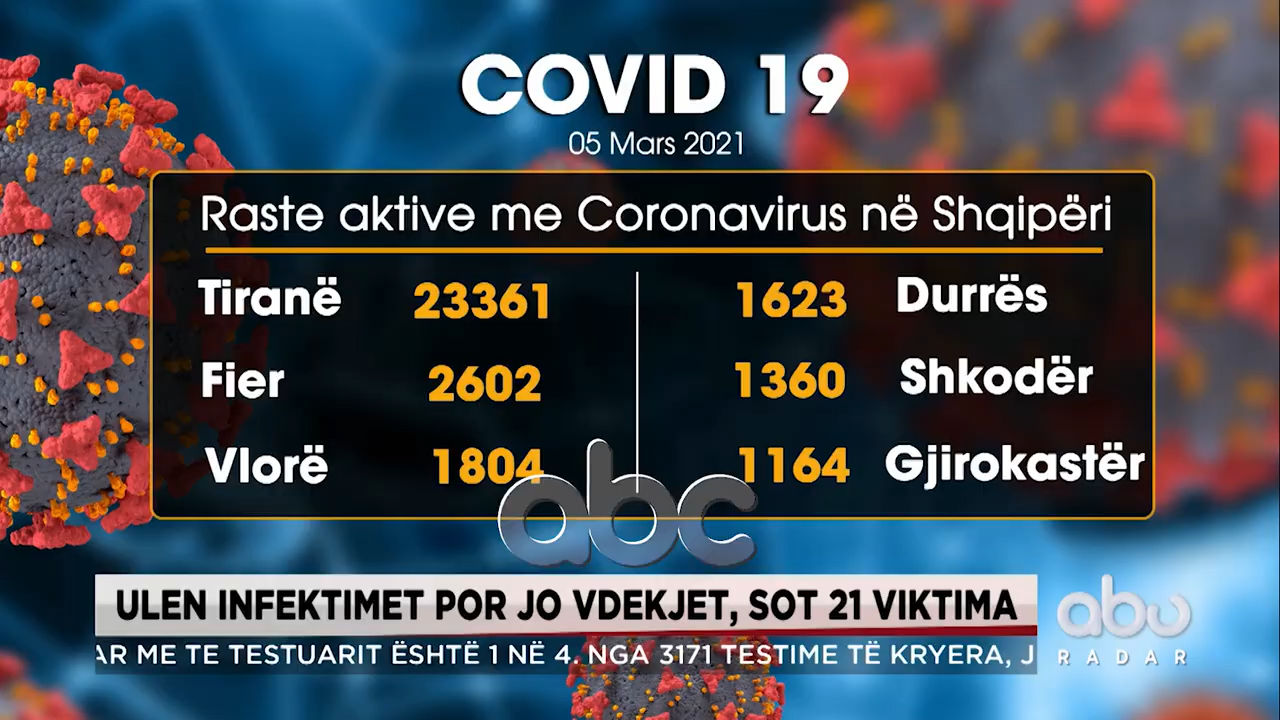 COVID 19
05 Mars 2021
Raste aktive me Coronavirus në Shqipëri
Tiranë 23361
1623 Durrës
Fier 2602
1360 Shkodër
Vlorë 1804
1164 Gjirokastër
abc
ULEN INFEKTIMET POR JO VDEKJET, SOT 21 VIKTIMA
AR ME TE TESTUARIT ËSHTË 1 NË 4. NGA 3171 TESTIME TË KRYERA, J
RADAR